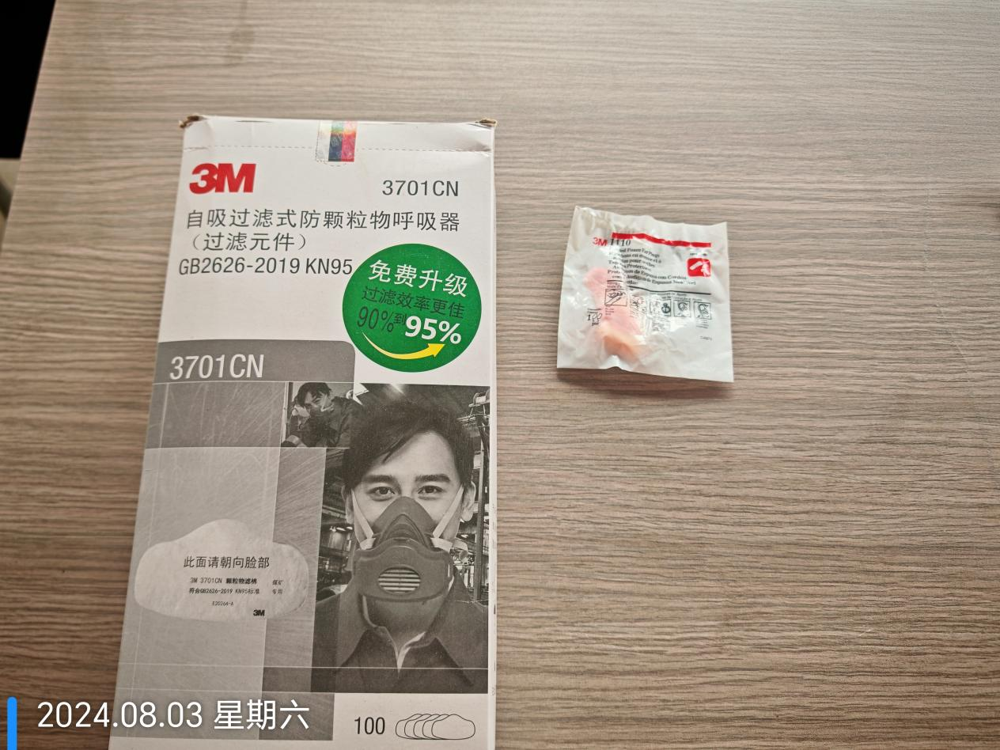 3M
3701CN
自吸过滤式防颗粒物呼吸器
（过滤元件）
GB2626-2019 KN95
免费升级
过滤效率更佳
90%到95%
3701CN
此面请朝向脸部
3M 3701CN 颗粒物滤棉 煤矿
符合GB2626-2019 KN95标准 专用
E20264-A
3M
100
3M 1110
Foam Ear Plugs
2024.08.03 星期六